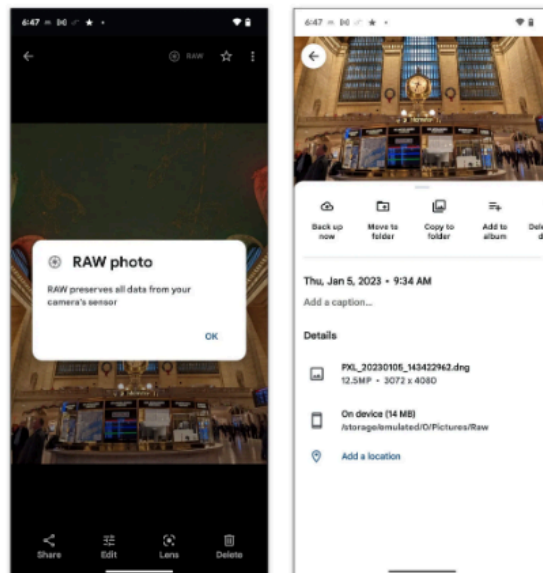 6:47
RAW
RAW photo
RAW preserves all data from your
camera's sensor
OK
Share
Edit
Lens
Delete
6:47
Back up
now
Move to
folder
Copy to
folder
Add to
album
Thu, Jan 5, 2023 • 9:34 AM
Add a caption...
Details
PXL_20230105_143422962.dng
12.5MP • 3072 x 4080
On device (14 MB)
/storage/emulated/0/Pictures/Raw
Add a location